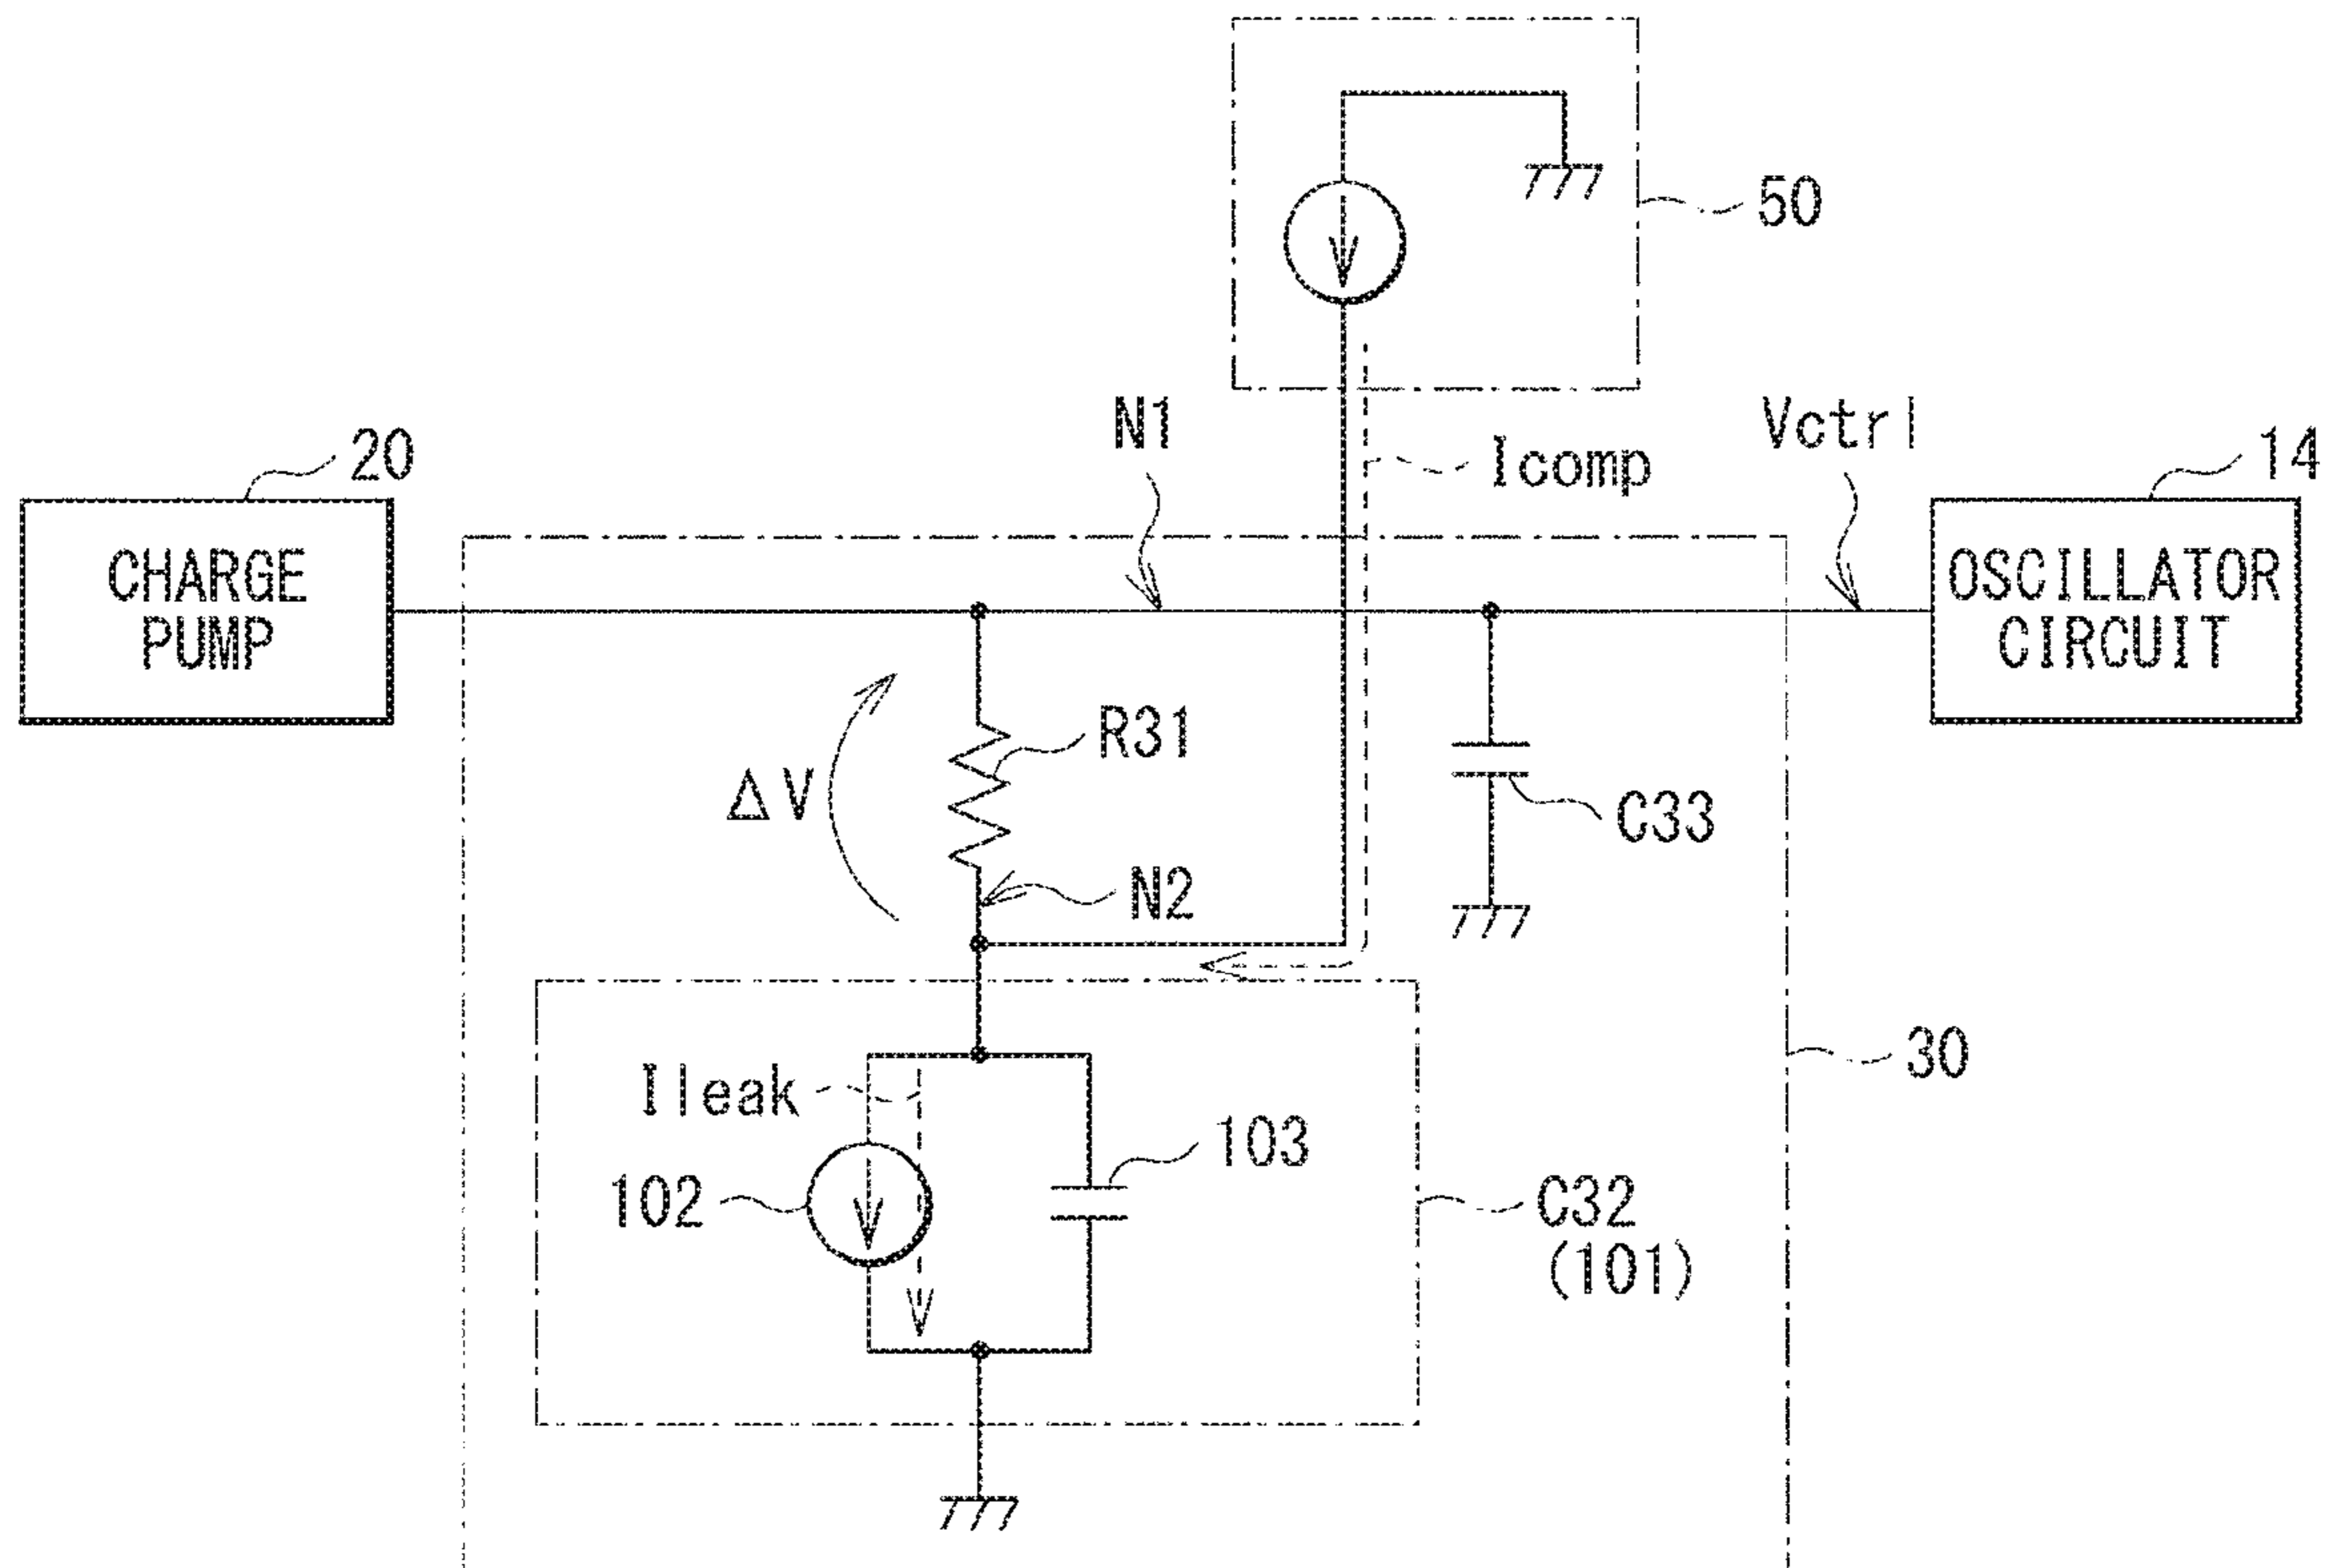 50
N1
Vctrl
20
Icomp
14
CHARGE
PUMP
OSCILLATOR
CIRCUIT
R31
ΔV
C33
N2
30
Ileak
103
102
C32
(101)